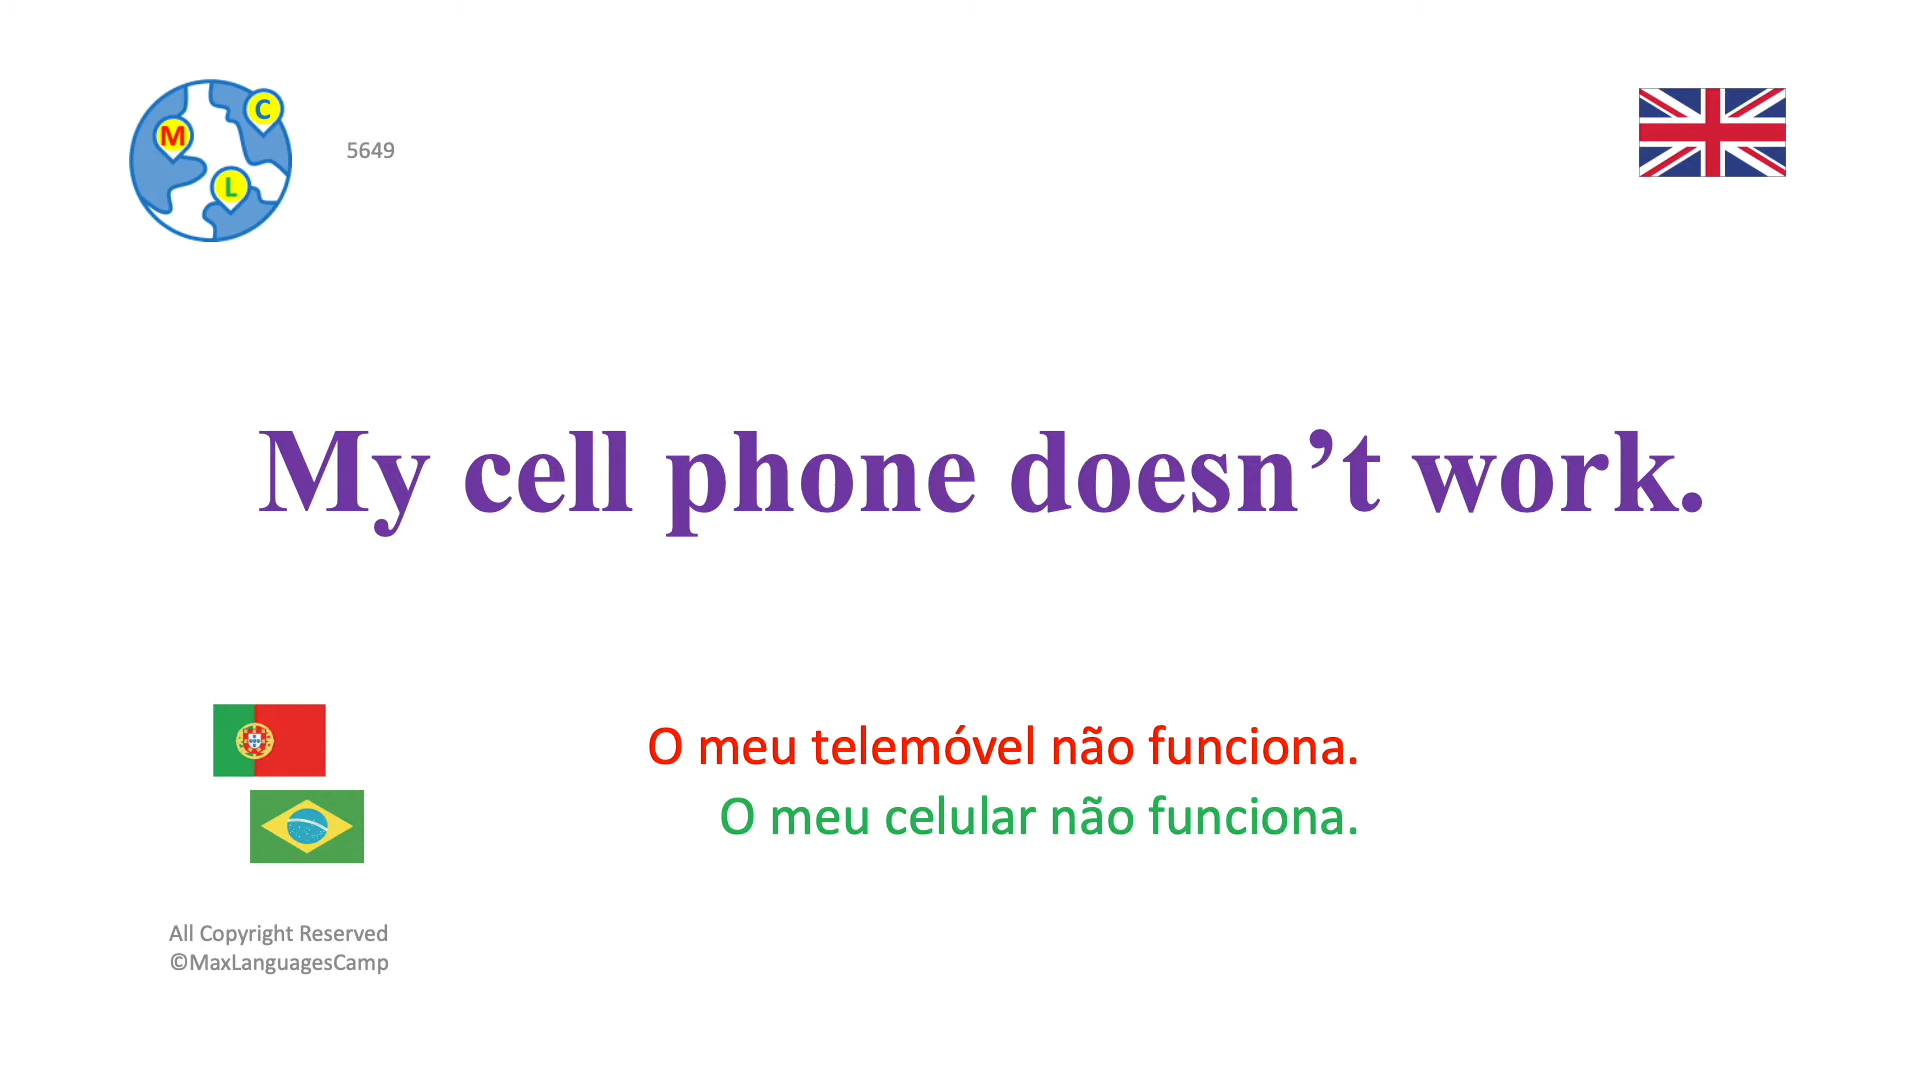 M
C
L
5649
My cell phone doesn’t work.
O meu telemóvel não funciona.
O meu celular não funciona.
All Copyright Reserved
©MaxLanguagesCamp